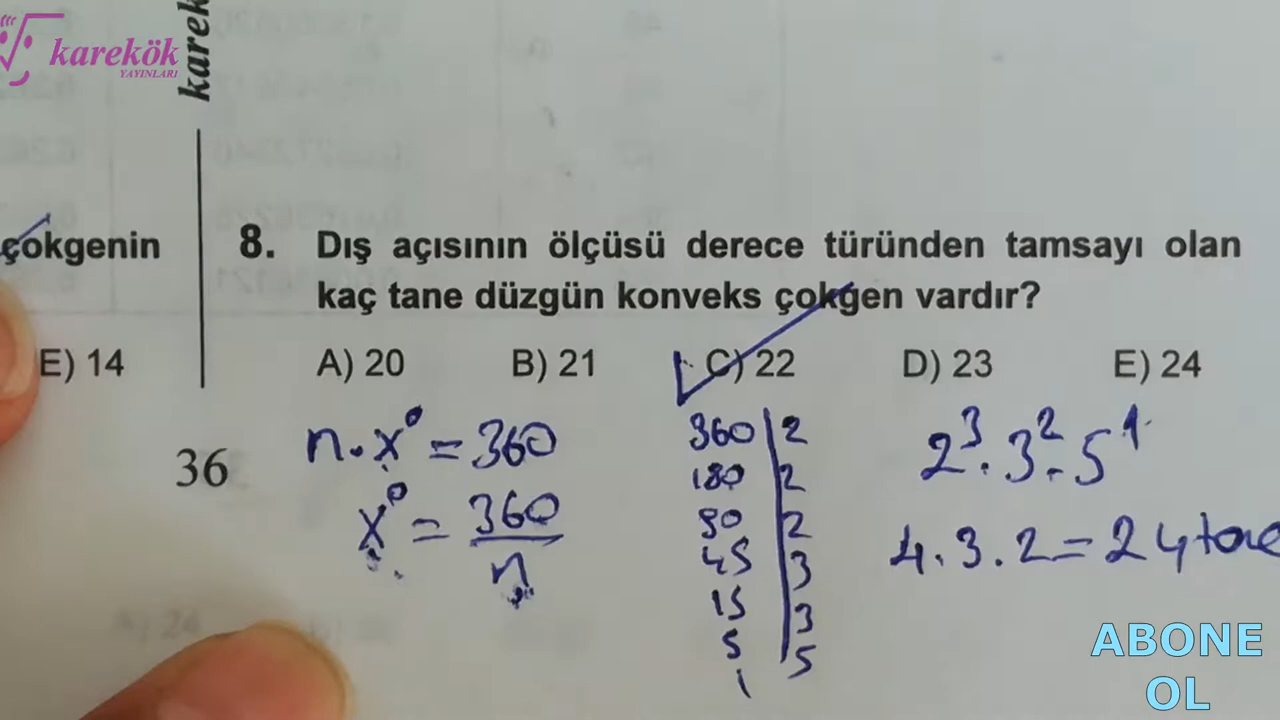 karekök
YAYINLARI
karek
çokgenin
E) 14
36
8. Dış açısının ölçüsü derece türünden tamsayı olan
kaç tane düzgün konveks çokgen vardır?
A) 20 B) 21 C) 22 D) 23 E) 24
n.x° = 360
x° = 360/n
360 | 2
180 | 2
90 | 2
45 | 3
15 | 3
5 | 5
1
2³.3².5¹
4.3.2=24 tane
ABONE
OL